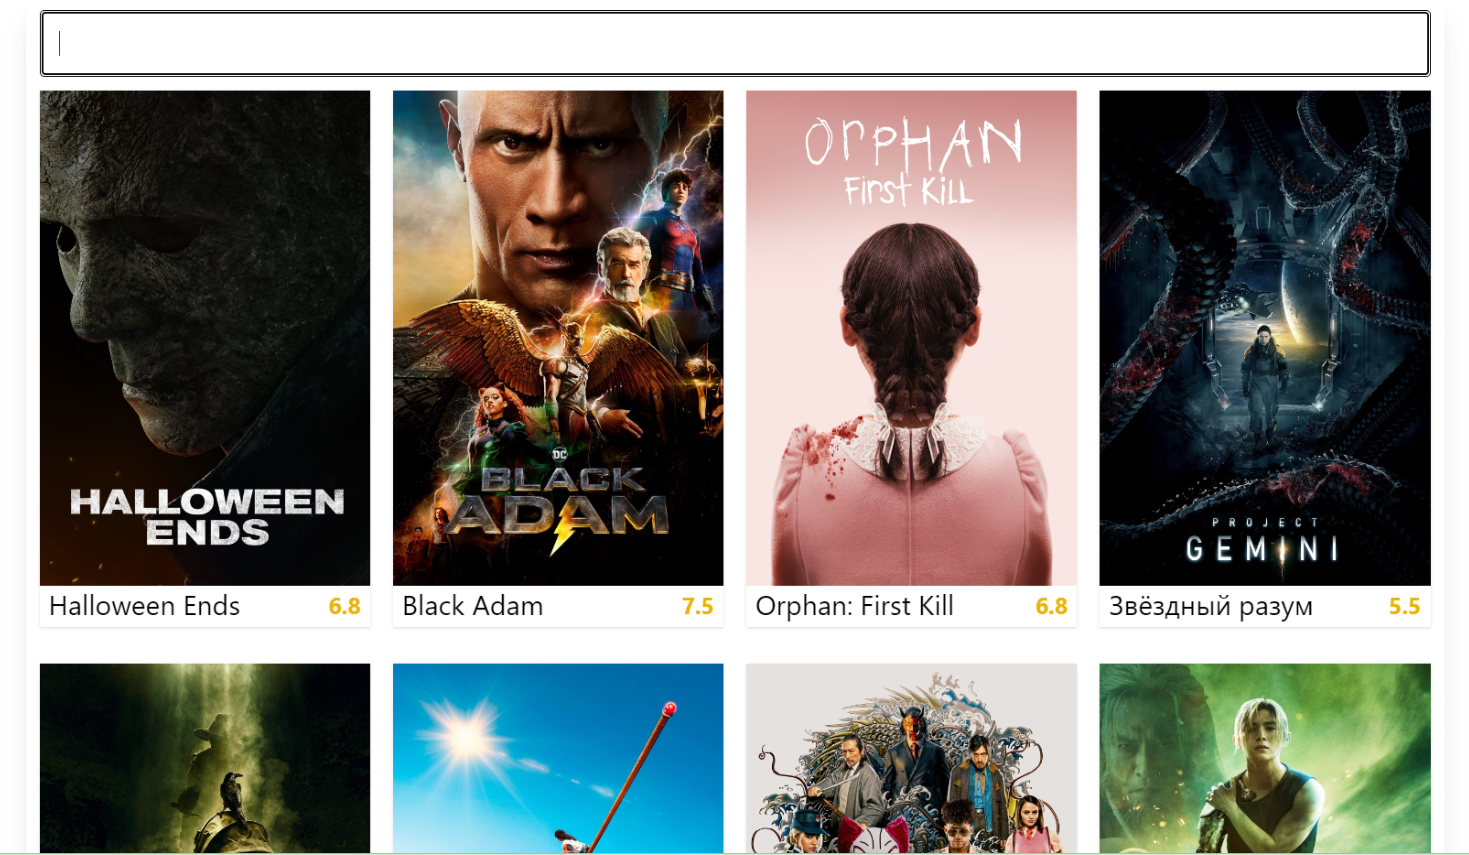 HALLOWEEN
ENDS
DC
BLACK
ADAM
ORPHAN
First Kill
PROJECT
GEMINI
Halloween Ends 6.8
Black Adam 7.5
Orphan: First Kill 6.8
Звёздный разум 5.5